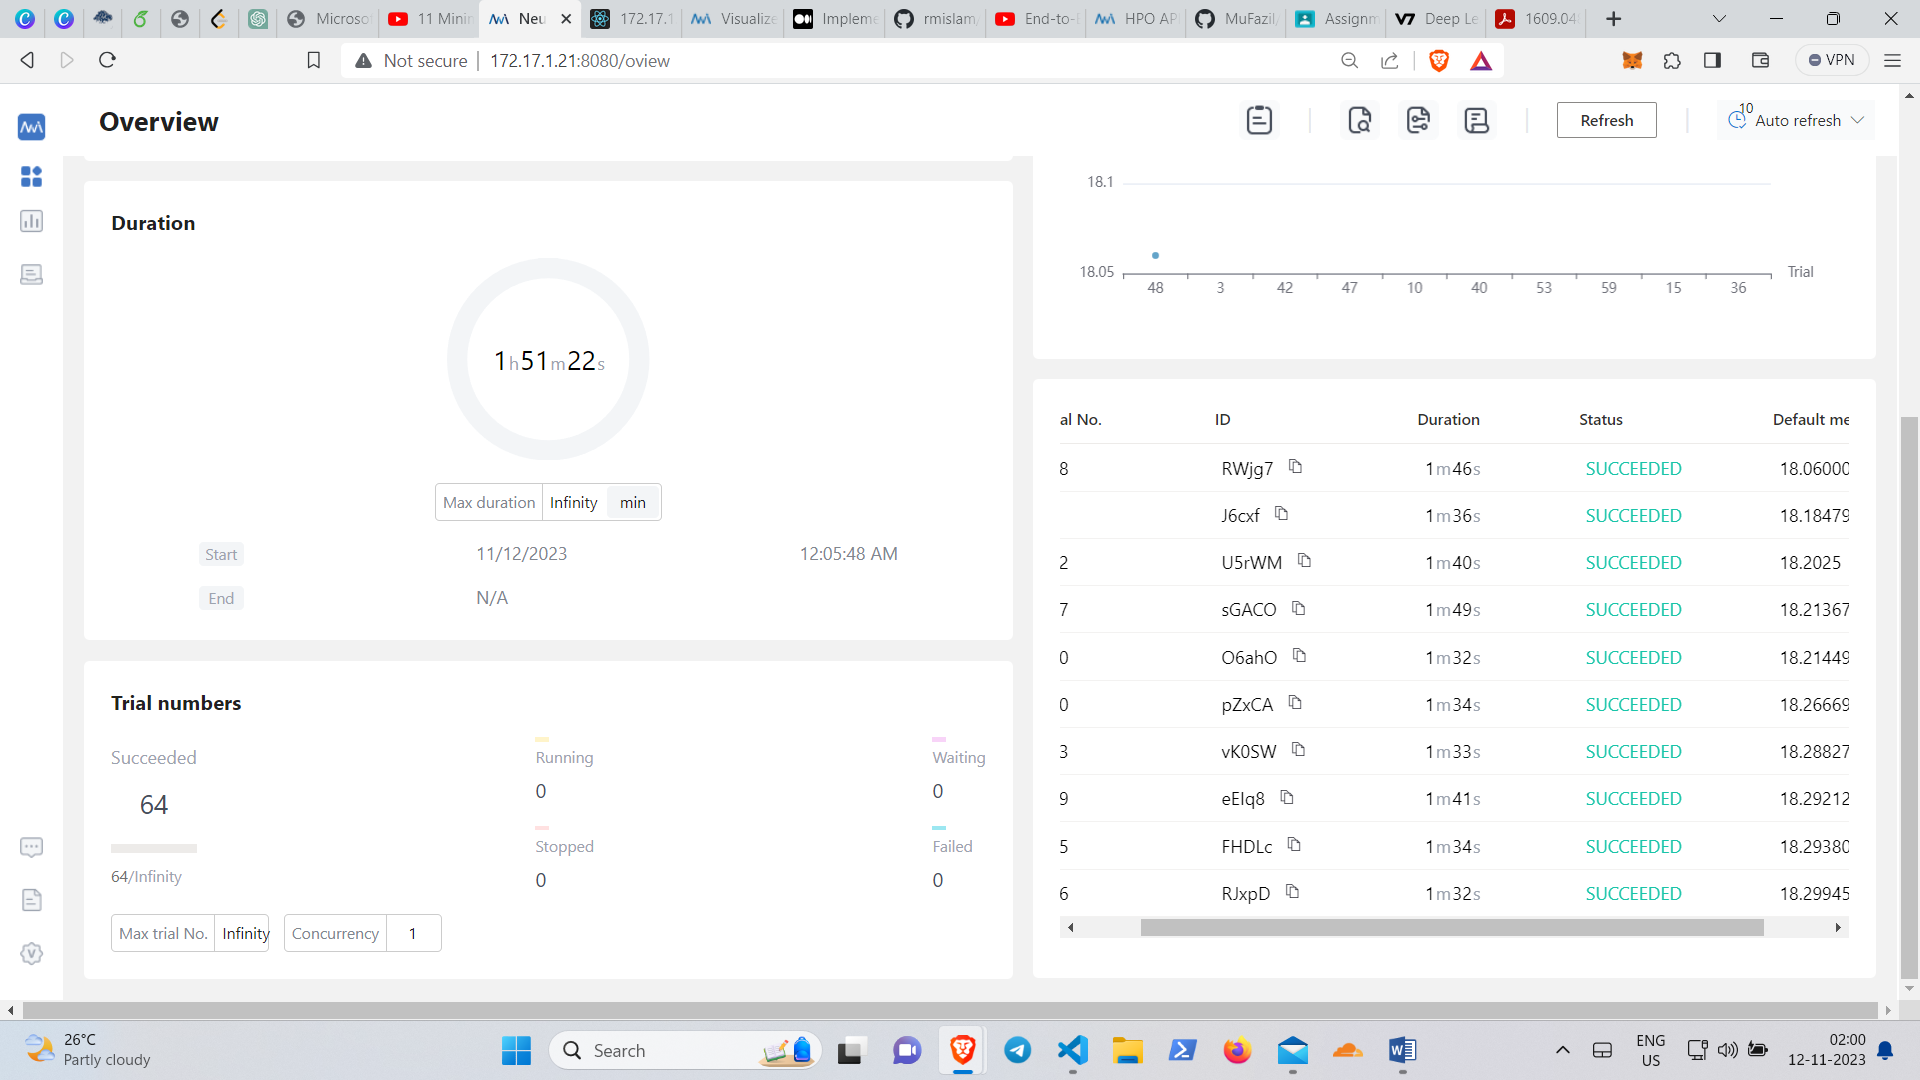 Microsof
11 Minin
Neu
172.17.1
Visualize
Impleme
rmislam/
End-to-E
HPO AP
MuFazil/
Assignm
Deep Le
1609.04
Not secure
172.17.1.21:8080/oview
VPN
Overview
Refresh
10
Auto refresh
Duration
1h51m22s
Max duration Infinity min
Start 11/12/2023 12:05:48 AM
End N/A
Trial numbers
Succeeded
64
64/Infinity
Running
0
Waiting
0
Stopped
0
Failed
0
Max trial No. Infinity
Concurrency 1
18.1
18.05
Trial
48 3 42 47 10 40 53 59 15 36
al No. ID Duration Status Default me
8 RWjg7 1m46s SUCCEEDED 18.06000
J6cxf 1m36s SUCCEEDED 18.18479
2 U5rWM 1m40s SUCCEEDED 18.2025
7 sGACO 1m49s SUCCEEDED 18.21367
0 O6ahO 1m32s SUCCEEDED 18.21449
0 pZxCA 1m34s SUCCEEDED 18.26669
3 vK0SW 1m33s SUCCEEDED 18.28827
9 eEIq8 1m41s SUCCEEDED 18.29212
5 FHDLc 1m34s SUCCEEDED 18.29380
6 RJxpD 1m32s SUCCEEDED 18.29945
26°C
Partly cloudy
Search
ENG
US
02:00
12-11-2023